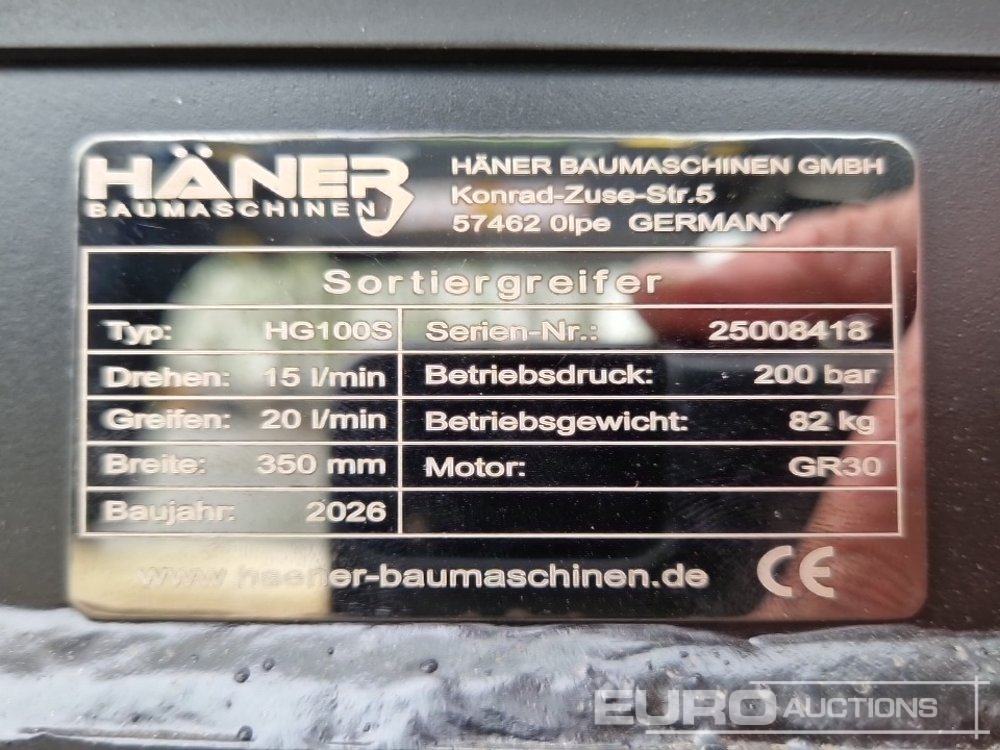 HÄNER
BAUMASCHINEN
HÄNER BAUMASCHINEN GMBH
Konrad-Zuse-Str.5
57462 Olpe GERMANY
Sortiergreifer
Typ: HG100S Serien-Nr.: 25008418
Drehen: 15 l/min Betriebsdruck: 200 bar
Greifen: 20 l/min Betriebsgewicht: 82 kg
Breite: 350 mm Motor: GR30
Baujahr: 2026
www.haener-baumaschinen.de CE
EURO AUCTIONS